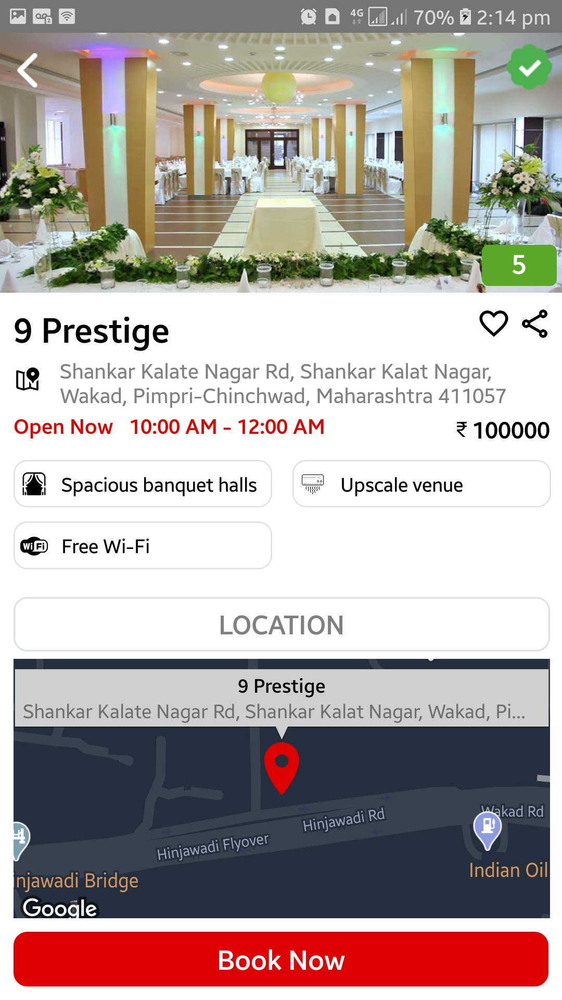 4G 70% 2:14 pm
5
9 Prestige
Shankar Kalate Nagar Rd, Shankar Kalat Nagar,
Wakad, Pimpri-Chinchwad, Maharashtra 411057
Open Now 10:00 AM - 12:00 AM ₹ 100000
Spacious banquet halls Upscale venue
WiFi Free Wi-Fi
LOCATION
9 Prestige
Shankar Kalate Nagar Rd, Shankar Kalat Nagar, Wakad, Pi...
Wakad Rd
Hinjawadi Rd
Hinjawadi Flyover
Indian Oil
njawadi Bridge
Google
Book Now